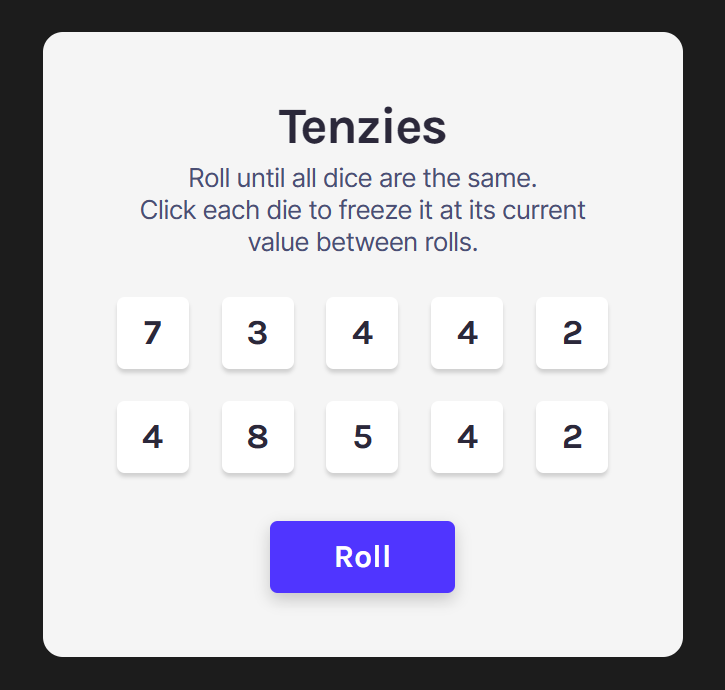 Tenzies
Roll until all dice are the same.
Click each die to freeze it at its current
value between rolls.
7 3 4 4 2
4 8 5 4 2
Roll